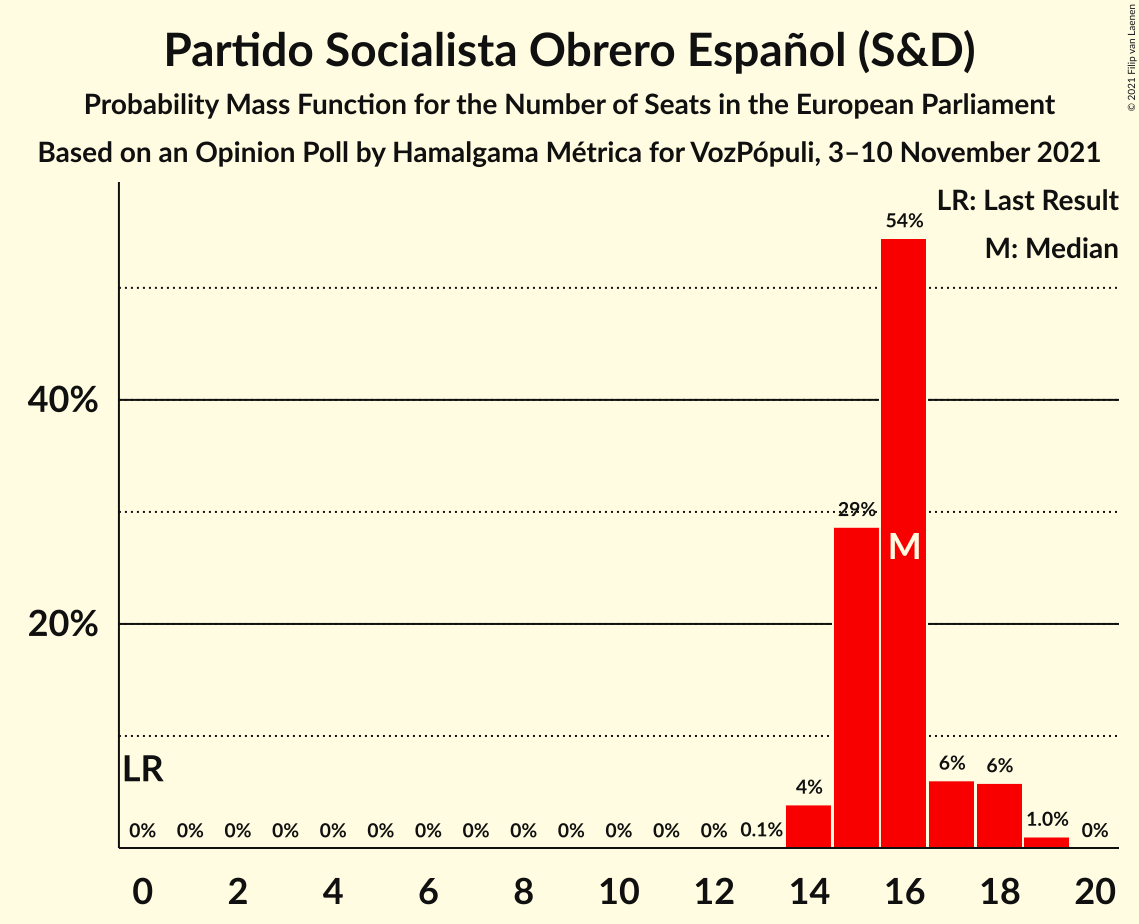 Partido Socialista Obrero Español (S&D)
Probability Mass Function for the Number of Seats in the European Parliament
Based on an Opinion Poll by Hamalgama Métrica for VozPópuli, 3–10 November 2021
© 2021 Filip van Laenen
LR: Last Result
M: Median
54%
40%
29%
M
20%
LR
0% 0% 0% 0% 0% 0% 0% 0% 0% 0% 0% 0% 0% 0.1% 4% 6% 6% 1.0% 0%
0 2 4 6 8 10 12 14 16 18 20